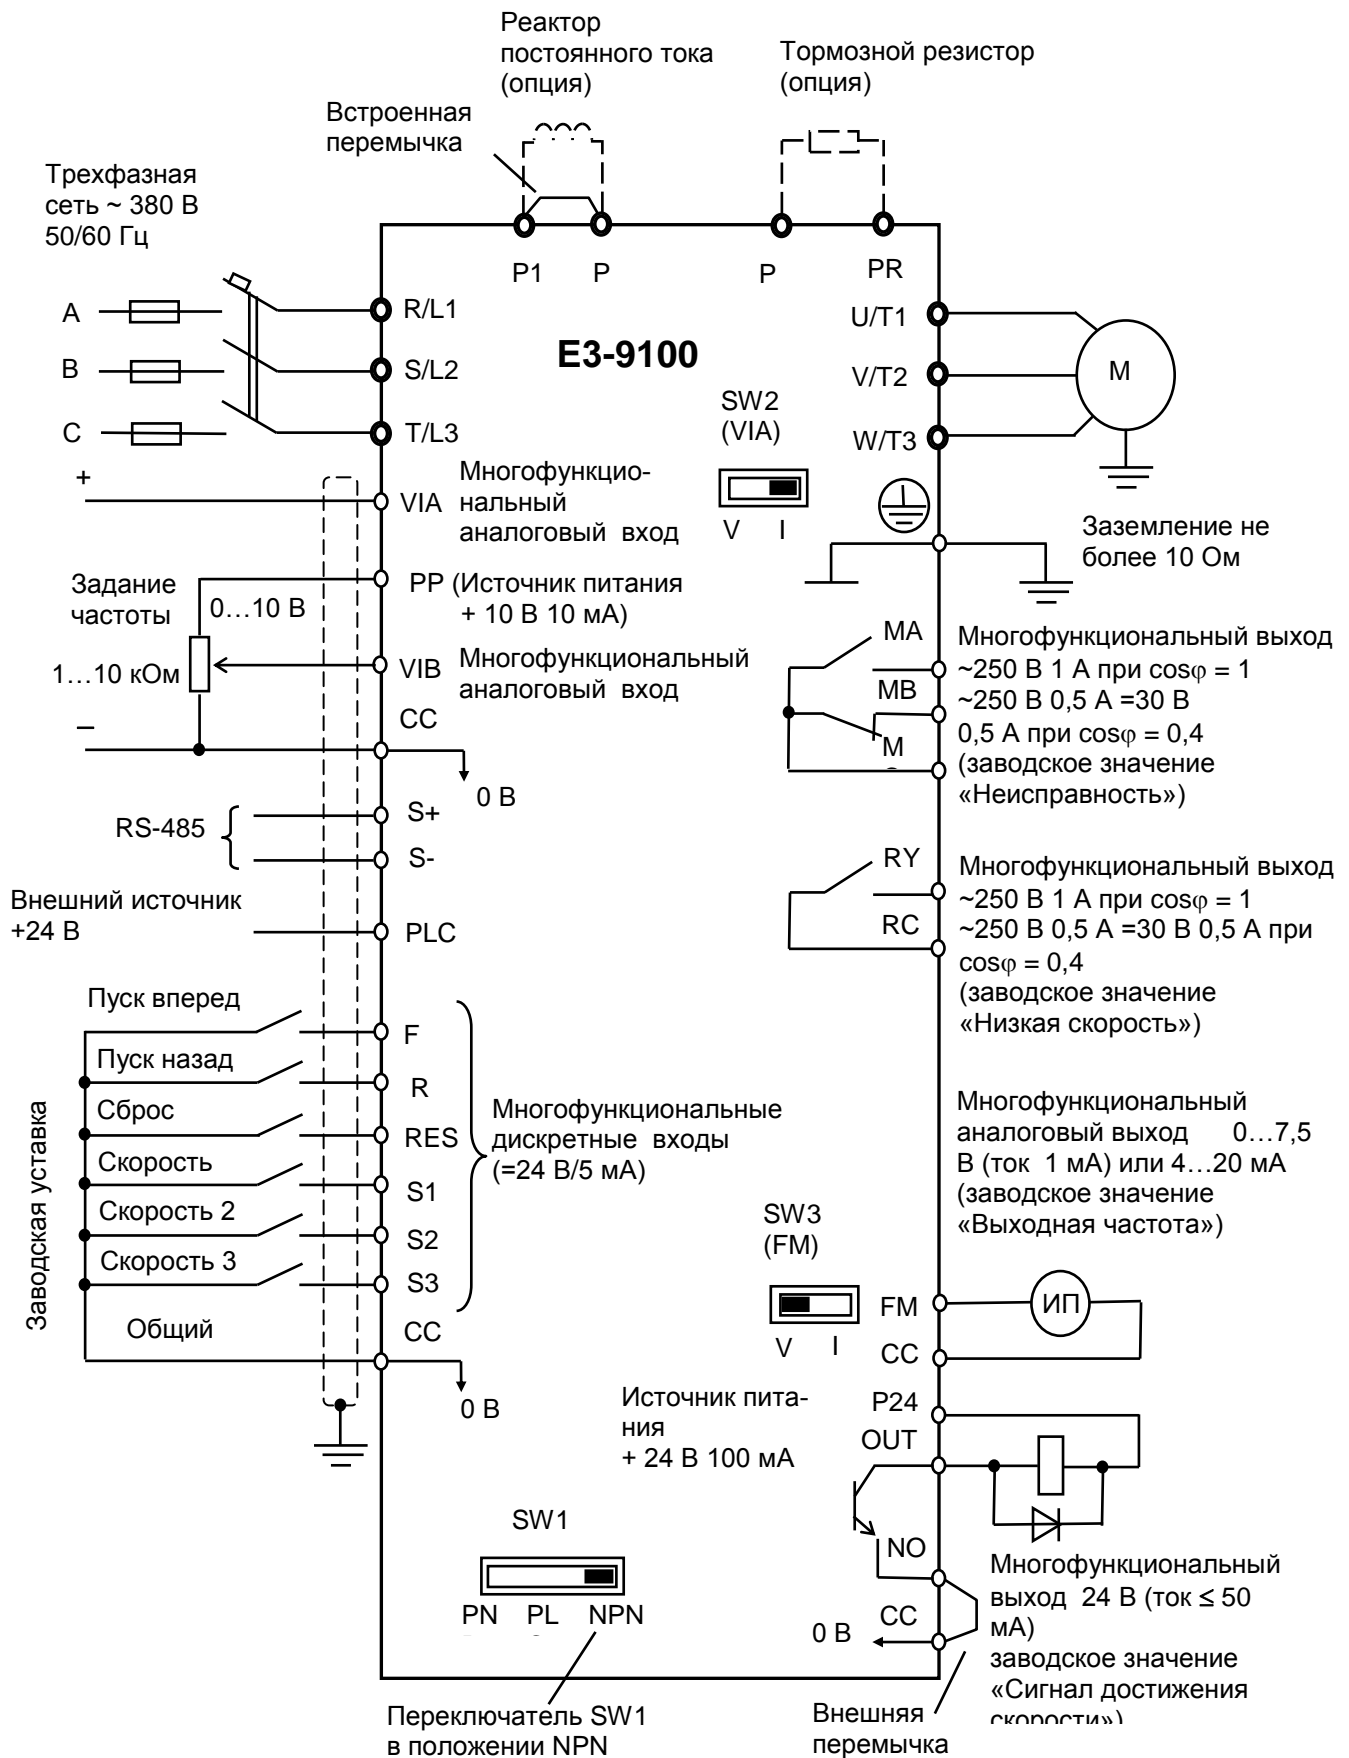 Реактор
постоянного тока
(опция)
Тормозной резистор
(опция)
Встроенная
перемычка
Трехфазная
сеть ~ 380 В
50/60 Гц
P1
P
P
PR
A
R/L1
U/T1
E3-9100
B
S/L2
V/T2
M
SW2
(VIA)
C
T/L3
W/T3
+
VIA
Многофункцио-
нальный
аналоговый вход
V I
Заземление не
более 10 Ом
Задание
частоты
0…10 В
PP (Источник питания
+ 10 В 10 мА)
1…10 кОм
VIB
Многофункциональный
аналоговый вход
CC
–
0 В
MA
MB
M
Многофункциональный выход
~250 В 1 А при cosφ = 1
~250 В 0,5 А =30 В
0,5 А при cosφ = 0,4
(заводское значение
«Неисправность»)
RS-485
S+
S-
Внешний источник
+24 В
PLC
RY
RC
Многофункциональный выход
~250 В 1 А при cosφ = 1
~250 В 0,5 А =30 В 0,5 А при
cosφ = 0,4
(заводское значение
«Низкая скорость»)
Заводская уставка
Пуск вперед
F
Пуск назад
R
Сброс
RES
Скорость
S1
Скорость 2
S2
Скорость 3
S3
Общий
CC
0 В
Многофункциональные
дискретные входы
(=24 В/5 мА)
Многофункциональный
аналоговый выход 0…7,5
В (ток 1 мА) или 4…20 мА
(заводское значение
«Выходная частота»)
SW3
(FM)
V I
FM
ИП
CC
Источник пита-
ния
+ 24 В 100 мА
P24
OUT
NO
CC
0 В
SW1
PN PL NPN
Многофункциональный
выход 24 В (ток ≤ 50
мА)
заводское значение
«Сигнал достижения
скорости»)
Переключатель SW1
в положении NPN
Внешняя
перемычка